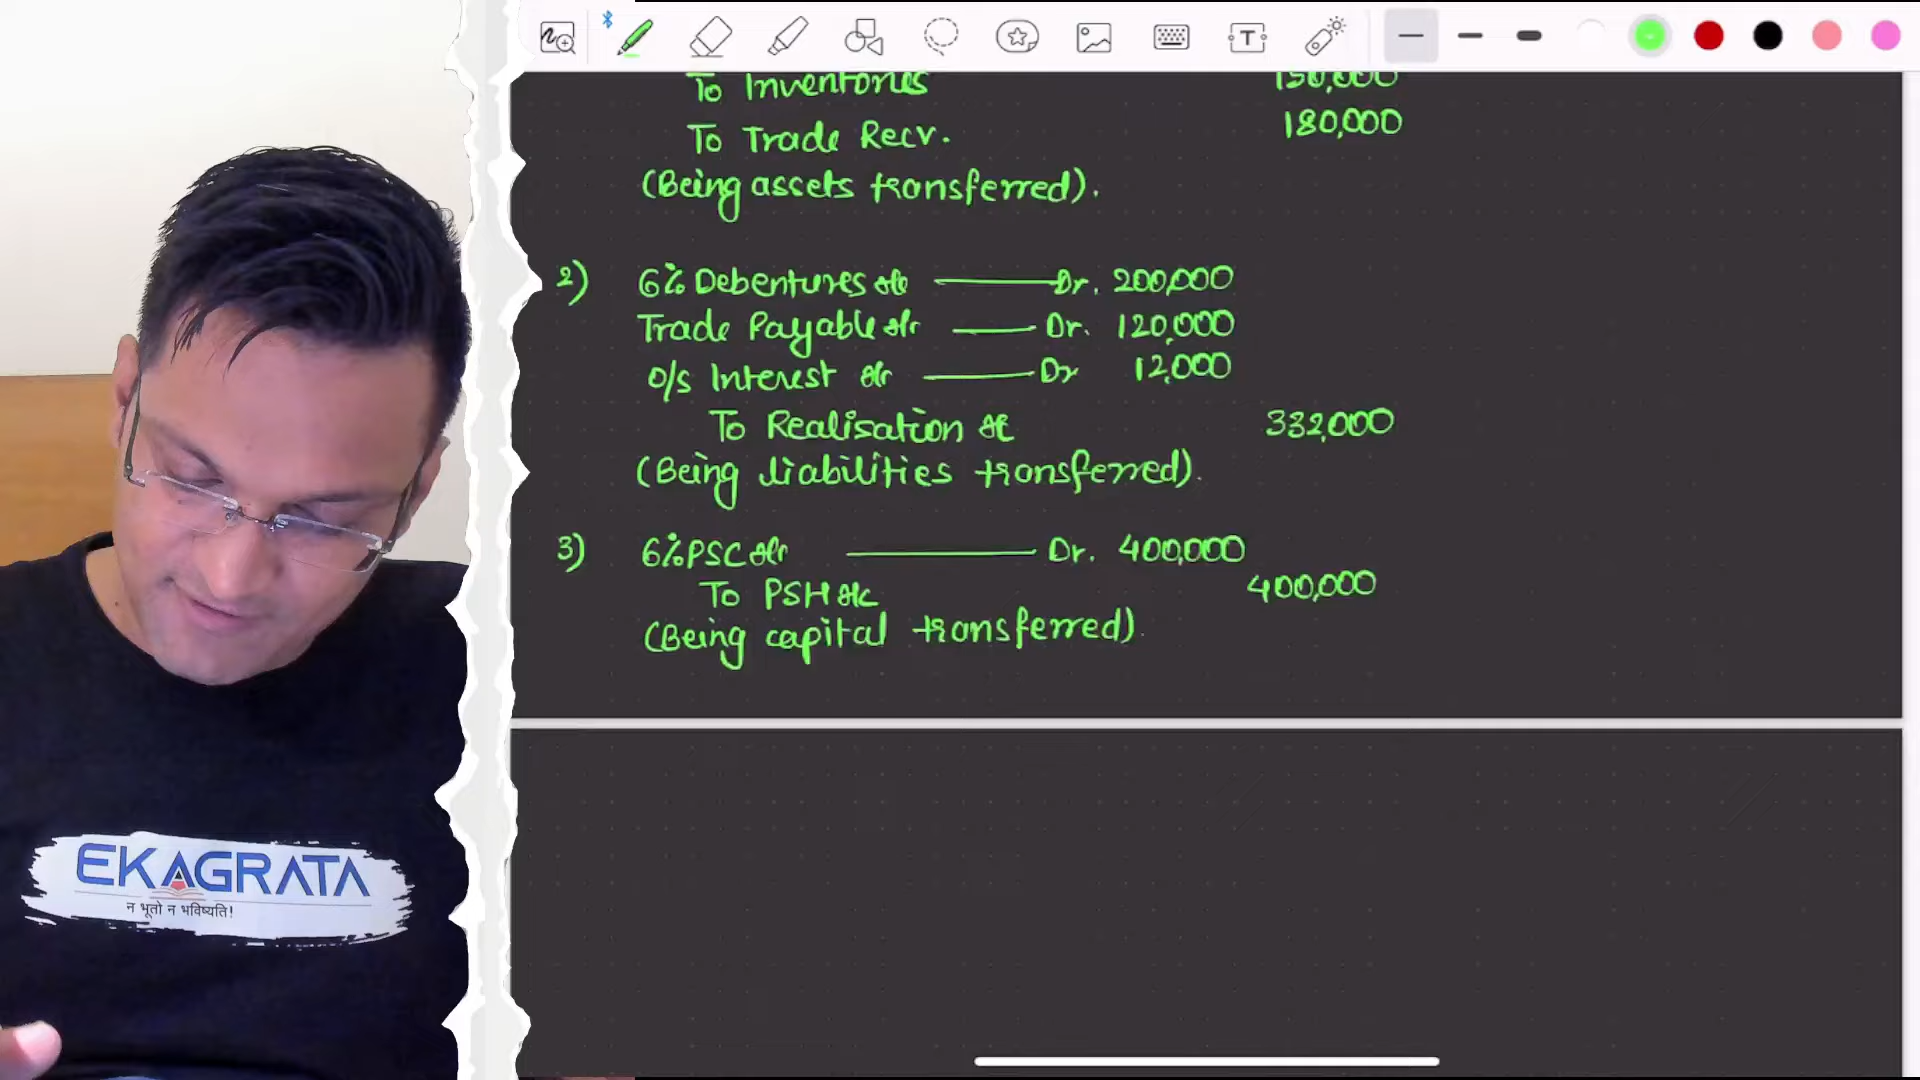 To Inventories 150,000
To Trade Recv. 180,000
(Being assets transferred).
2) 6% Debentures a/c Dr. 200,000
Trade Payable a/c Dr. 120,000
O/s Interest a/c Dr 12,000
To Realisation a/c 332,000
(Being liabilities transferred).
3) 6% PSC a/c Dr. 400,000
To PSH a/c 400,000
(Being capital transferred).
EKAGRATA
न भूतो न भविष्यति!
T